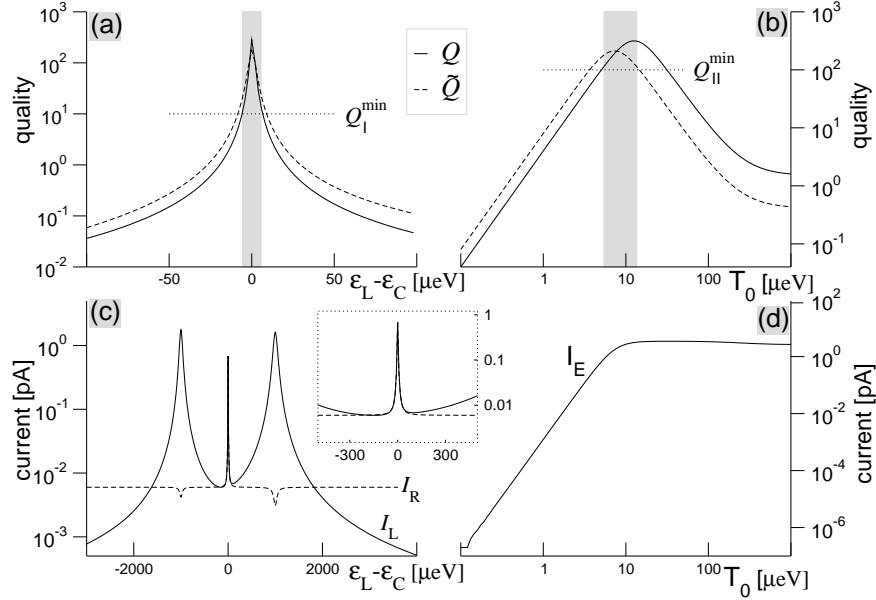 (a)
(b)
10³
10²
10¹
10⁰
10⁻¹
10⁻²
quality
Q
Q̃
Q_I^min
Q_II^min
10³
10²
10¹
10⁰
10⁻¹
quality
-50 0 50
ε_L-ε_C [μeV]
1 10 100
T₀ [μeV]
(c)
(d)
10⁰
10⁻¹
10⁻²
10⁻³
current [pA]
1
0.1
0.01
-300 0 300
I_R
I_L
I_E
10²
10⁰
10⁻²
10⁻⁴
10⁻⁶
current [pA]
-2000 0 2000
ε_L-ε_C [μeV]
1 10 100
T₀ [μeV]